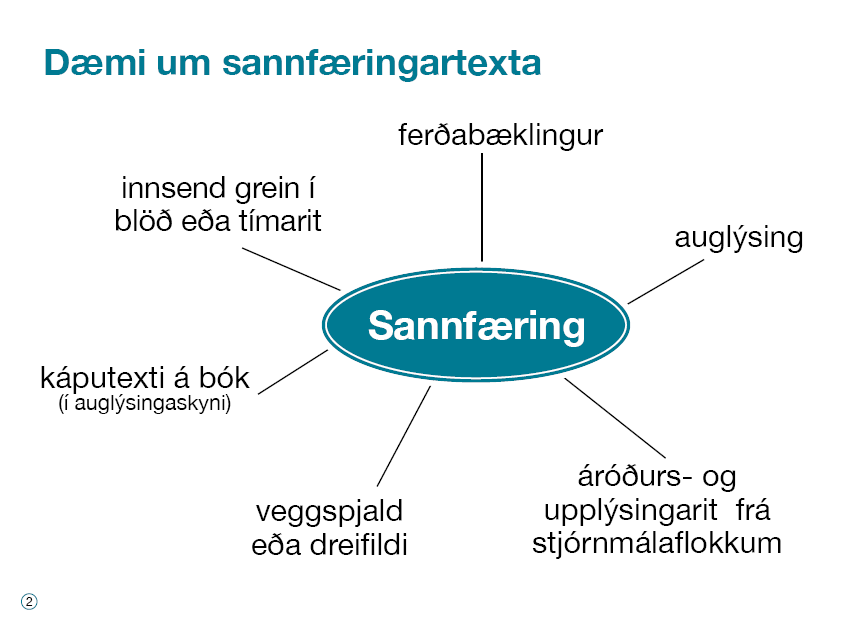 Dæmi um sannfæringartexta
ferðabæklingur
innsend grein í
blöð eða tímarit
auglýsing
Sannfæring
káputexti á bók
(í auglýsingaskyni)
veggspjald
eða dreifildi
áróðurs- og
upplýsingarit frá
stjórnmálaflokkum
2